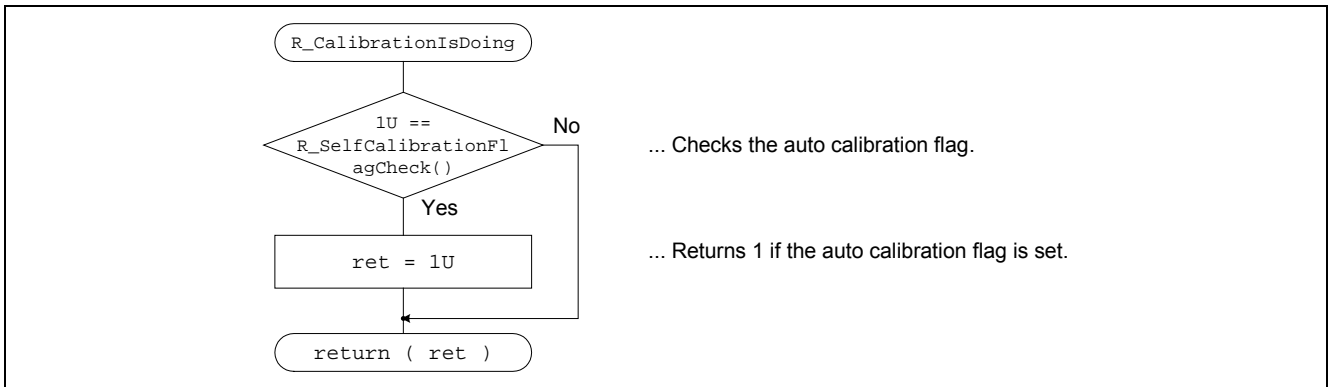 R_CalibrationIsDoing
1U ==
R_SelfCalibrationFl
agCheck()
No
... Checks the auto calibration flag.
Yes
ret = 1U
... Returns 1 if the auto calibration flag is set.
return ( ret )